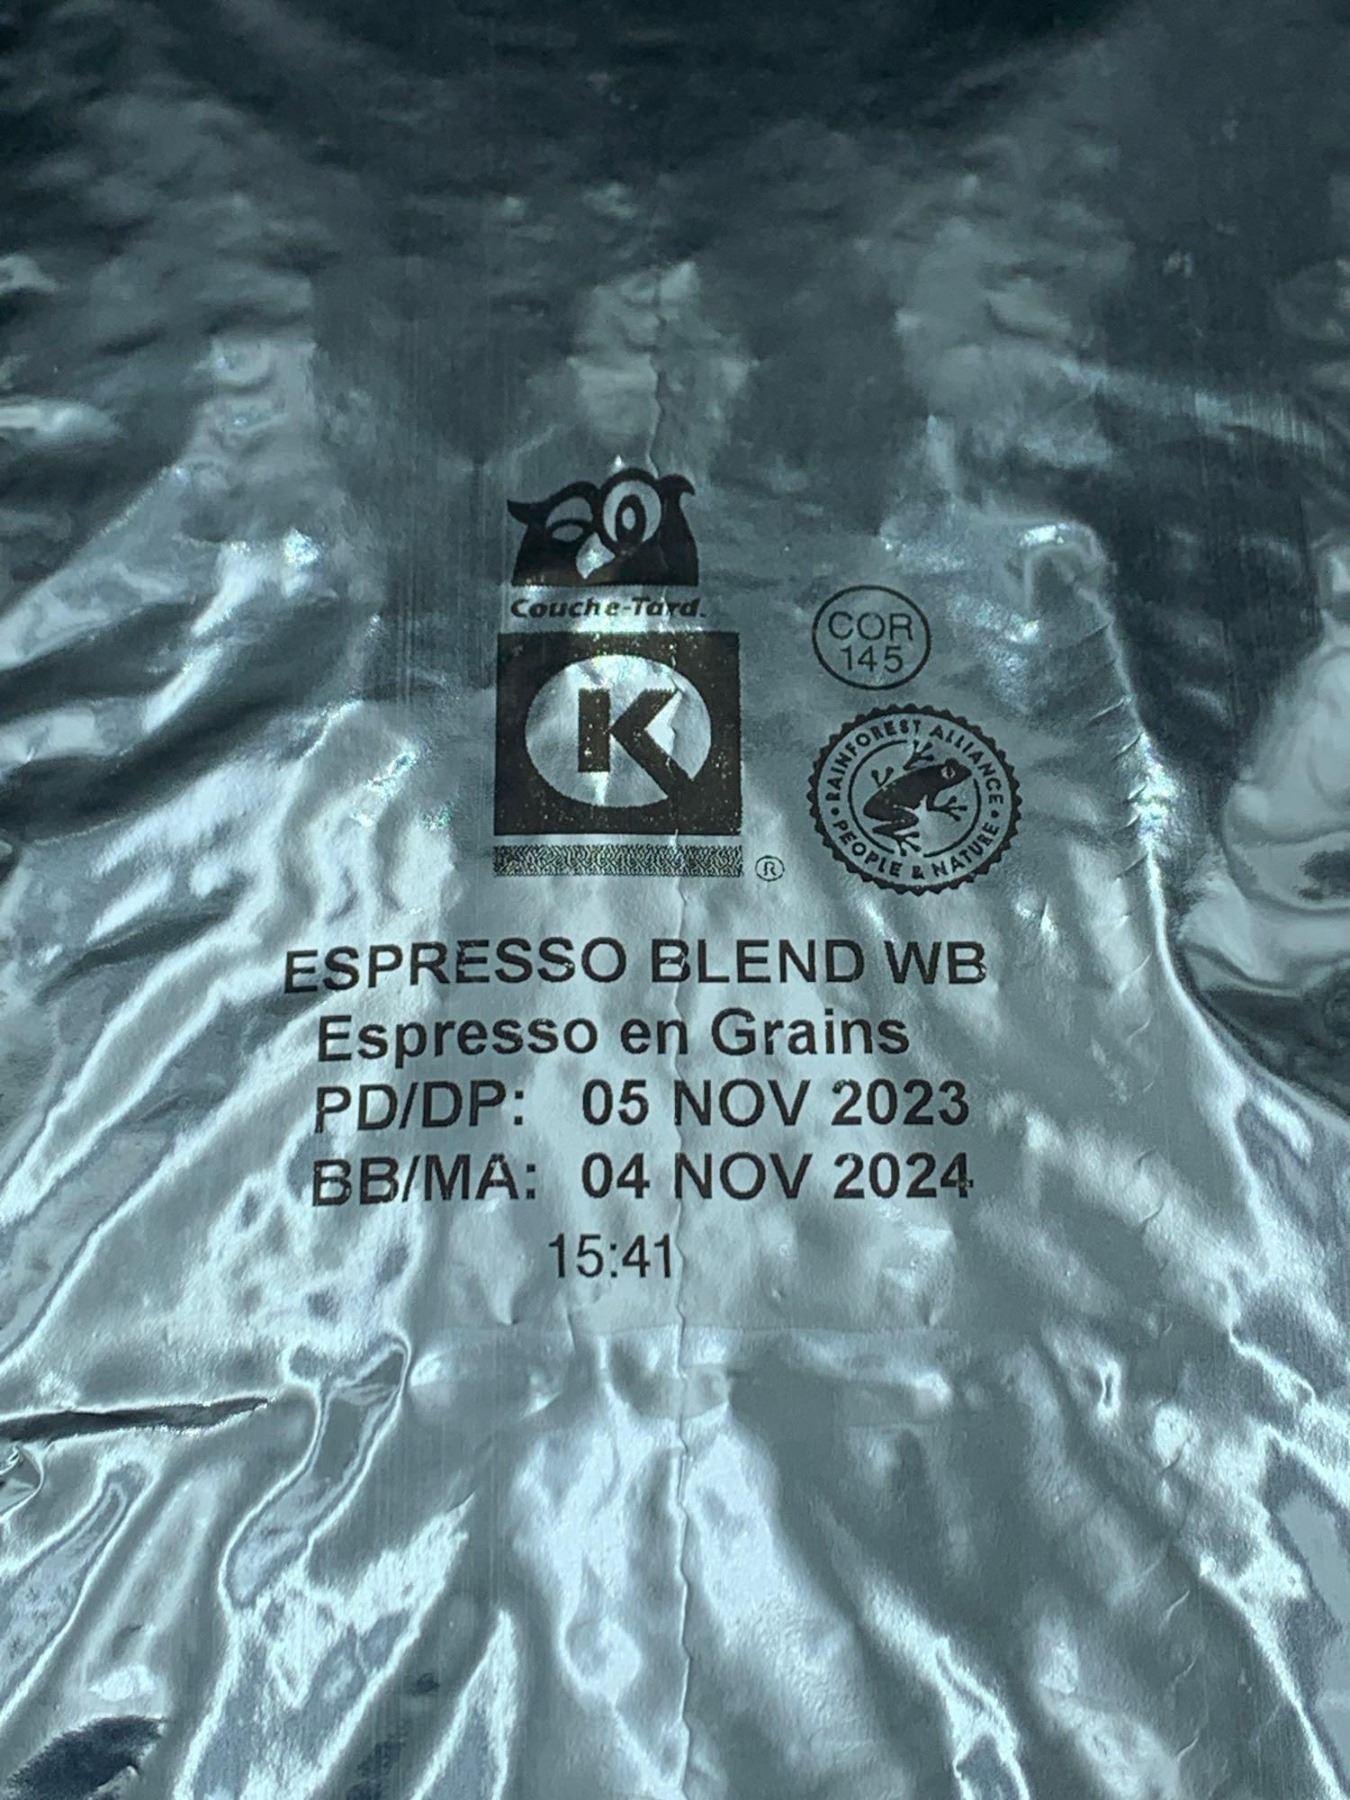 Couche-Tard.
K
®
COR
145
RAINFOREST ALLIANCE
PEOPLE & NATURE
ESPRESSO BLEND WB
Espresso en Grains
PD/DP: 05 NOV 2023
BB/MA: 04 NOV 2024
15:41